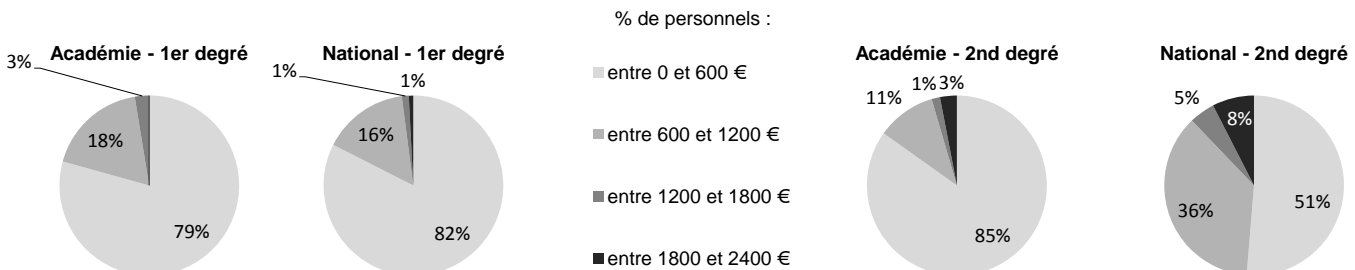 % de personnels :
Académie - 1er degré
3%
18%
79%
National - 1er degré
1%
1%
16%
82%
entre 0 et 600 €
entre 600 et 1200 €
entre 1200 et 1800 €
entre 1800 et 2400 €
Académie - 2nd degré
11%
1%
3%
85%
National - 2nd degré
5%
8%
36%
51%